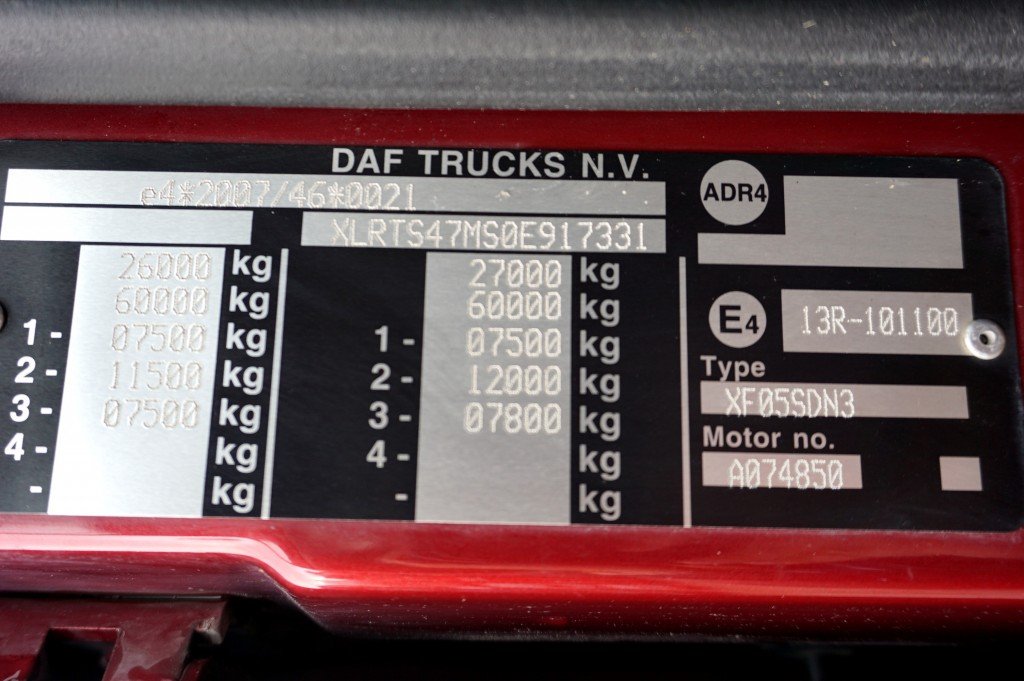 DAF TRUCKS N.V.
e4*2007/46*0021
XLRTS47MS0E917331
26000 kg
60000 kg
1- 07500 kg
2- 11500 kg
3- 07500 kg
4- kg
- kg
27000 kg
60000 kg
1- 07500 kg
2- 12000 kg
3- 07800 kg
4- kg
- kg
ADR4
E4 13R-101100
Type
XF05SDN3
Motor no.
A074850